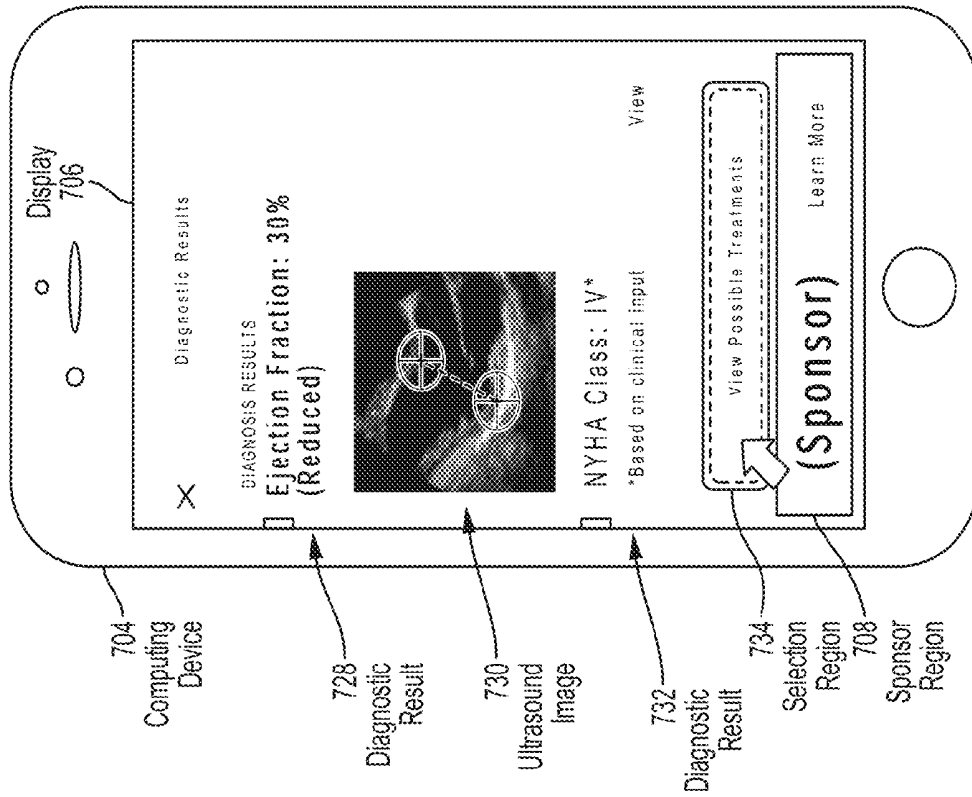 Display
706
X
Diagnostic Results
DIAGNOSIS RESULTS
Ejection Fraction: 30%
(Reduced)
NYHA Class: IV*
*Based on clinical input
View
View Possible Treatments
(Sponsor)
Learn More
704
Computing
Device
728
Diagnostic
Result
730
Ultrasound
Image
732
Diagnostic
Result
734
Selection
Region
708
Sponsor
Region